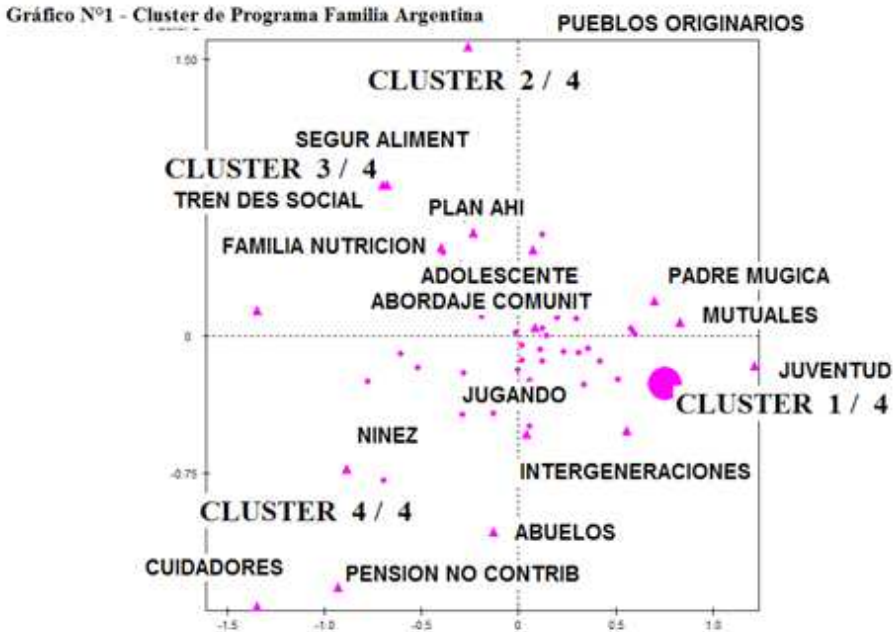 Gráfico Nº1 - Cluster de Programa Familia Argentina
PUEBLOS ORIGINARIOS
1.50
CLUSTER 2 / 4
SEGUR ALIMENT
CLUSTER 3 / 4
TREN DES SOCIAL
PLAN AHI
FAMILIA NUTRICION
ADOLESCENTE
PADRE MUGICA
ABORDAJE COMUNIT
MUTUALES
0
JUVENTUD
JUGANDO
CLUSTER 1 / 4
NINEZ
INTERGENERACIONES
-0.75
CLUSTER 4 / 4
ABUELOS
CUIDADORES
PENSION NO CONTRIB
-1.5 -1.0 -0.5 0 0.5 1.0